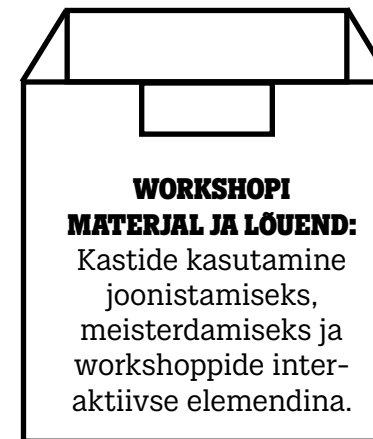 WORKSHOPI
MATERJAL JA LÕUEND:
Kastide kasutamine
joonistamiseks,
meisterdamiseks ja
workshoppide inter-
aktiivse elemendina.